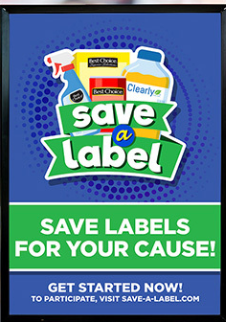 Best Choice
Clearly
Best Choice
save
a
label
SAVE LABELS
FOR YOUR CAUSE!
GET STARTED NOW!
TO PARTICIPATE, VISIT SAVE-A-LABEL.COM